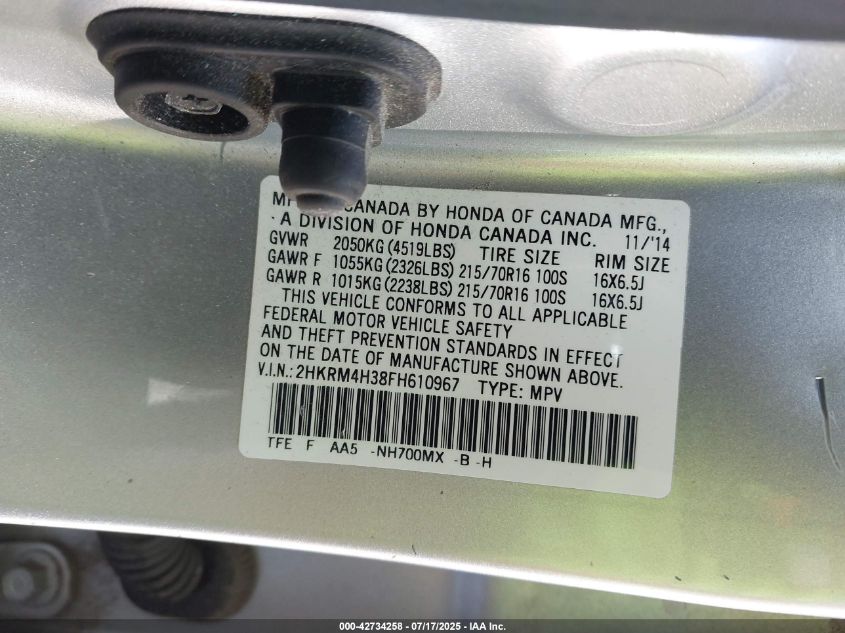 CANADA BY HONDA OF CANADA MFG.,
A DIVISION OF HONDA CANADA INC. 11/'14
GVWR 2050KG (4519LBS) TIRE SIZE RIM SIZE
GAWR F 1055KG (2326LBS) 215/70R16 100S 16X6.5J
GAWR R 1015KG (2238LBS) 215/70R16 100S 16X6.5J
THIS VEHICLE CONFORMS TO ALL APPLICABLE
FEDERAL MOTOR VEHICLE SAFETY
AND THEFT PREVENTION STANDARDS IN EFFECT
ON THE DATE OF MANUFACTURE SHOWN ABOVE.
V.I.N.: 2HKRM4H38FH610967 TYPE: MPV
TFE F AA5 -NH700MX -B -H
000-42734258 - 07/17/2025 - IAA Inc.